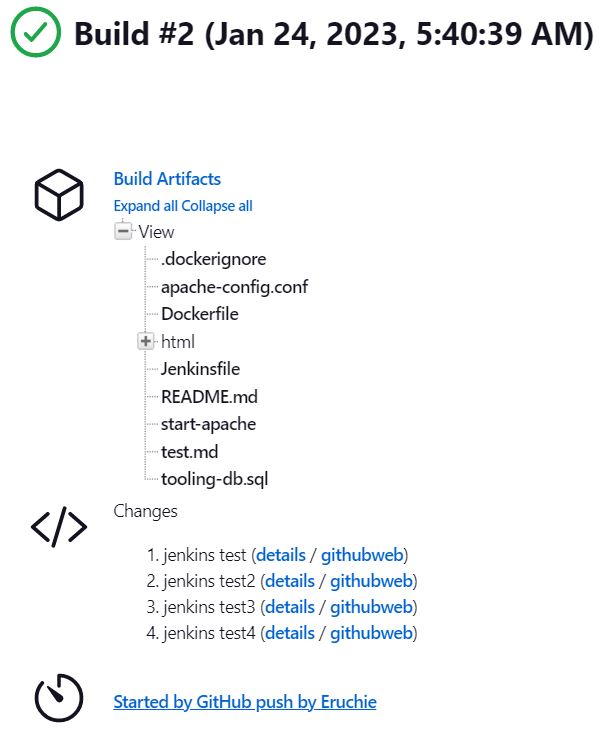 Build #2 (Jan 24, 2023, 5:40:39 AM)
Build Artifacts
Expand all Collapse all
View
.dockerignore
apache-config.conf
Dockerfile
html
Jenkinsfile
README.md
start-apache
test.md
tooling-db.sql
Changes
1. jenkins test (details / githubweb)
2. jenkins test2 (details / githubweb)
3. jenkins test3 (details / githubweb)
4. jenkins test4 (details / githubweb)
Started by GitHub push by Eruchie